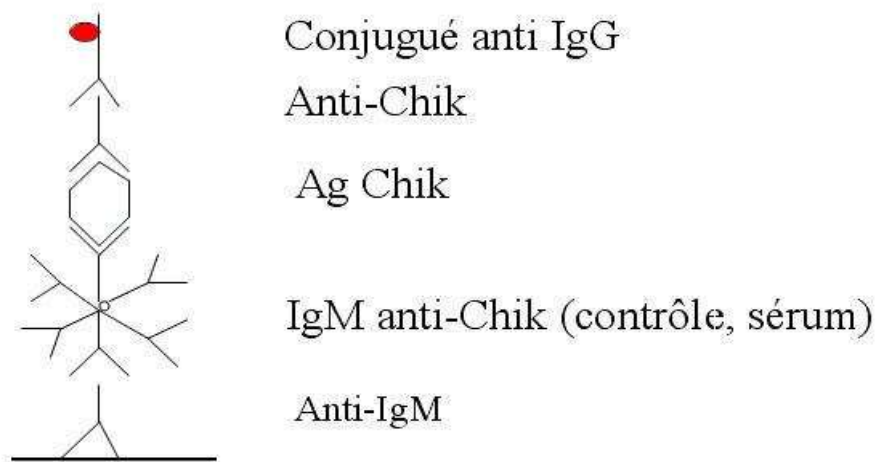 Conjugué anti IgG
Anti-Chik
Ag Chik
IgM anti-Chik (contrôle, sérum)
Anti-IgM